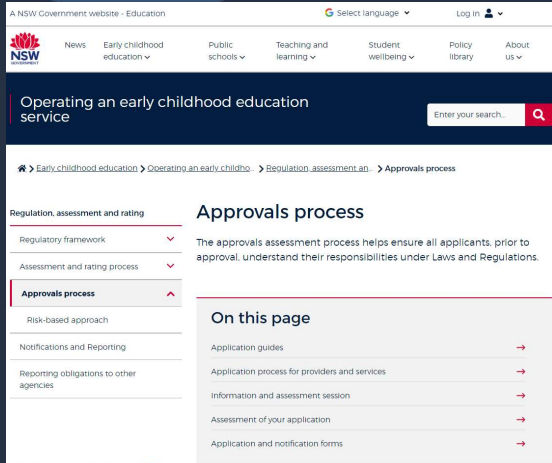 A NSW Government website - Education
Select language
Log in
NSW
GOVERNMENT
News
Early childhood
education
Public
schools
Teaching and
learning
Student
wellbeing
Policy
library
About
us
Operating an early childhood education
service
Enter your search..
Early childhood education
Operating an early childho..
Regulation, assessment an..
Approvals process
Regulation, assessment and rating
Regulatory framework
Assessment and rating process
Approvals process
Risk-based approach
Notifications and Reporting
Reporting obligations to other
agencies
Approvals process
The approvals assessment process helps ensure all applicants, prior to
approval, understand their responsibilities under Laws and Regulations.
On this page
Application guides
Application process for providers and services
Information and assessment session
Assessment of your application
Application and notification forms